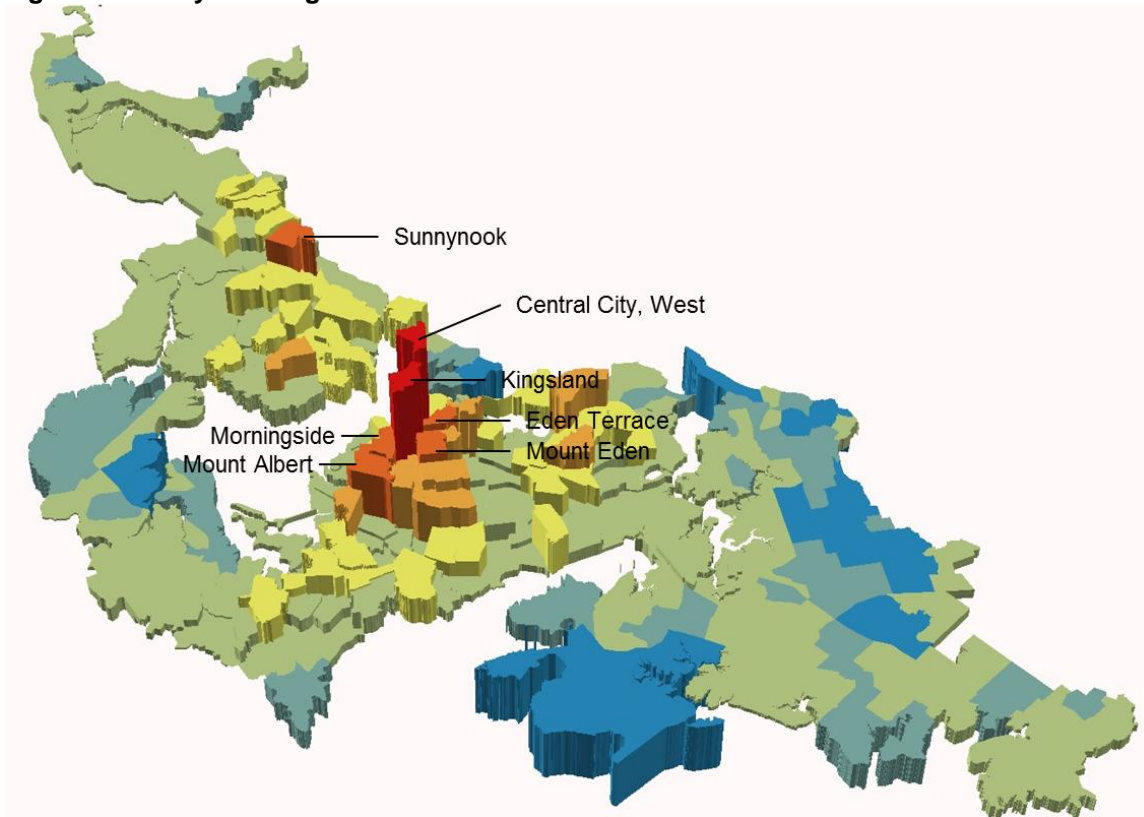 Sunnynook
Central City, West
Kingsland
Eden Terrace
Morningside
Mount Eden
Mount Albert